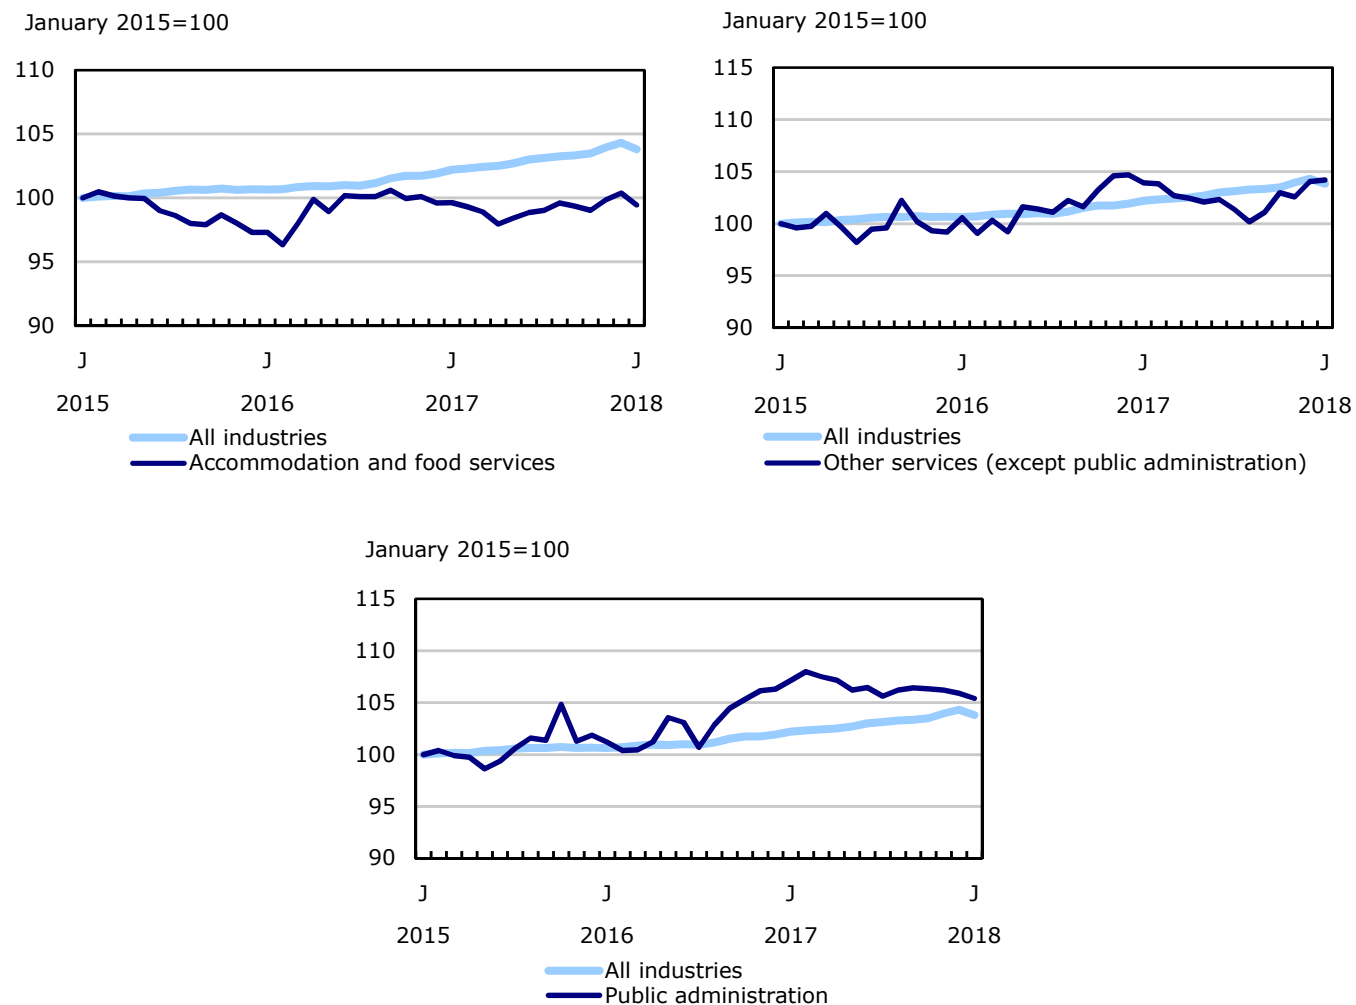 January 2015=100
110
105
100
95
90
J J J J
2015 2016 2017 2018
All industries
Accommodation and food services
January 2015=100
115
110
105
100
95
90
J J J J
2015 2016 2017 2018
All industries
Other services (except public administration)
January 2015=100
115
110
105
100
95
90
J J J J
2015 2016 2017 2018
All industries
Public administration